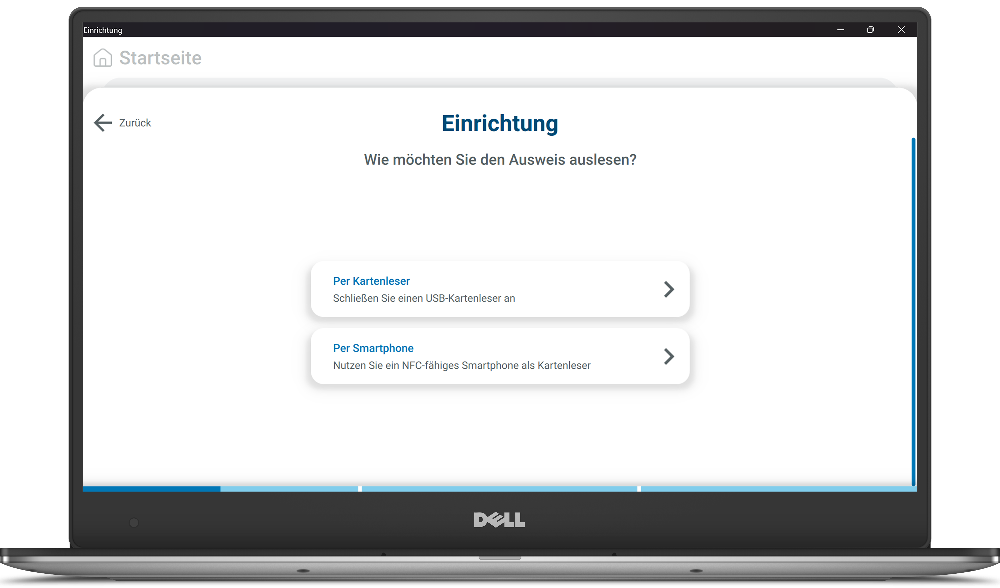 Einrichtung
Startseite
Zurück
Einrichtung
Wie möchten Sie den Ausweis auslesen?
Per Kartenleser
Schließen Sie einen USB-Kartenleser an
Per Smartphone
Nutzen Sie ein NFC-fähiges Smartphone als Kartenleser
DELL